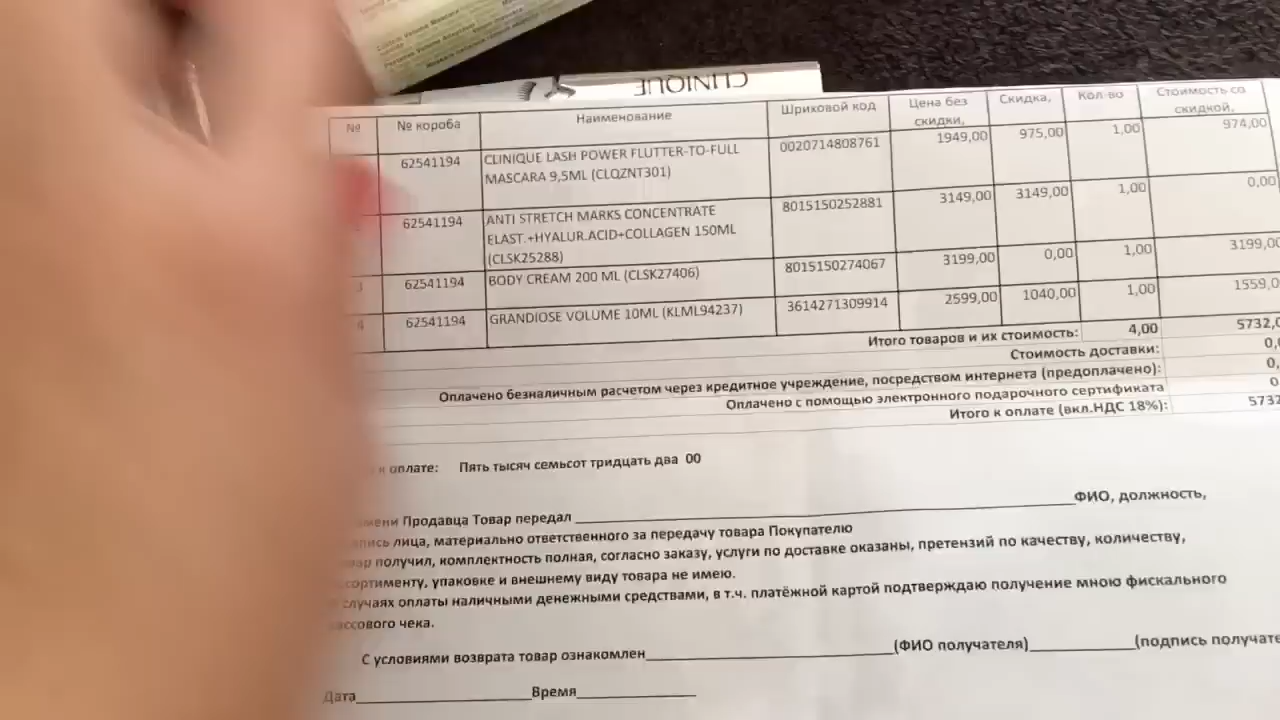 CLINIQUE
№ № короба Наименование Шриховой код Цена без скидки, Скидка, Кол-во Стоимость со скидкой,
62541194 CLINIQUE LASH POWER FLUTTER-TO-FULL 0020714808761 1949,00 975,00 1,00 974,00
MASCARA 9,5ML (CLQZNT301)
62541194 ANTI STRETCH MARKS CONCENTRATE 8015150252881 3149,00 3149,00 1,00 0,00
ELAST.+HYALUR.ACID+COLLAGEN 150ML
(CLSK25288)
3 62541194 BODY CREAM 200 ML (CLSK27406) 8015150274067 3199,00 0,00 1,00 3199,00
4 62541194 GRANDIOSE VOLUME 10ML (KLML94237) 3614271309914 2599,00 1040,00 1,00 1559,0
Итого товаров и их стоимость: 4,00 5732,0
Стоимость доставки: 0,
Оплачено безналичным расчетом через кредитное учреждение, посредством интернета (предоплачено): 0,
Оплачено с помощью электронного подарочного сертификата 0
Итого к оплате (вкл.НДС 18%): 5732
оплате: Пять тысяч семьсот тридцать два 00
мени Продавца Товар передал ФИО, должность,
пись лица, материально ответственного за передачу товара Покупателю
вар получил, комплектность полная, согласно заказу, услуги по доставке оказаны, претензий по качеству, количеству,
сортименту, упаковке и внешнему виду товара не имею.
случаях оплаты наличными денежными средствами, в т.ч. платёжной картой подтверждаю получение мною фискального
ассового чека.
С условиями возврата товар ознакомлен (ФИО получателя) (подпись получате
Дата Время